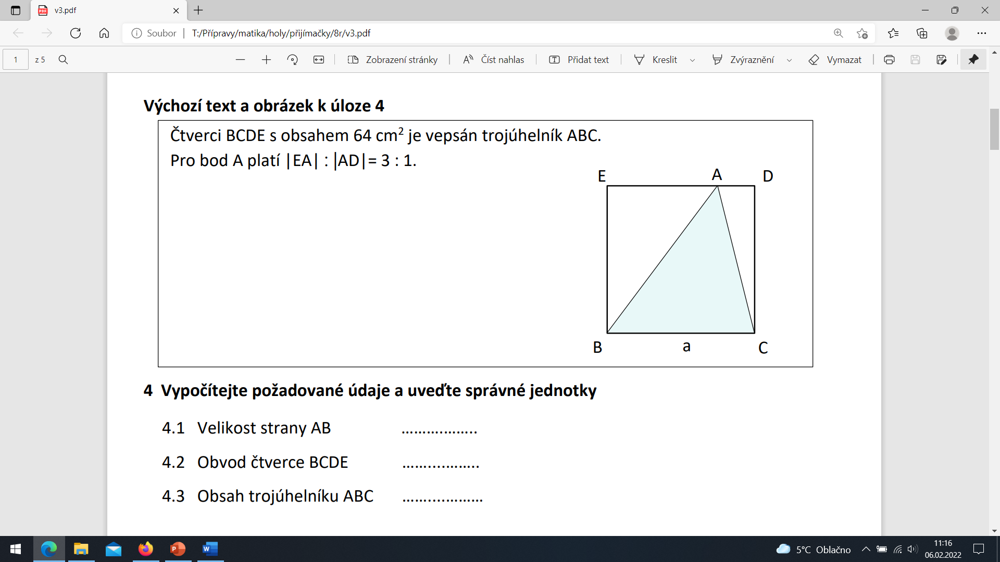 v3.pdf
Soubor T:/Přípravy/matika/holy/přijímačky/8r/v3.pdf
1 z 5 Zobrazení stránky Číst nahlas Přidat text Kreslit Zvýraznění Vymazat
Výchozí text a obrázek k úloze 4
Čtverci BCDE s obsahem 64 cm² je vepsán trojúhelník ABC.
Pro bod A platí |EA| : |AD|= 3 : 1.
E A D
B a C
4 Vypočítejte požadované údaje a uveďte správné jednotky
4.1 Velikost strany AB ……………..
4.2 Obvod čtverce BCDE ……..………..
4.3 Obsah trojúhelníku ABC ……..…………
5°C Oblačno
11:16
06.02.2022